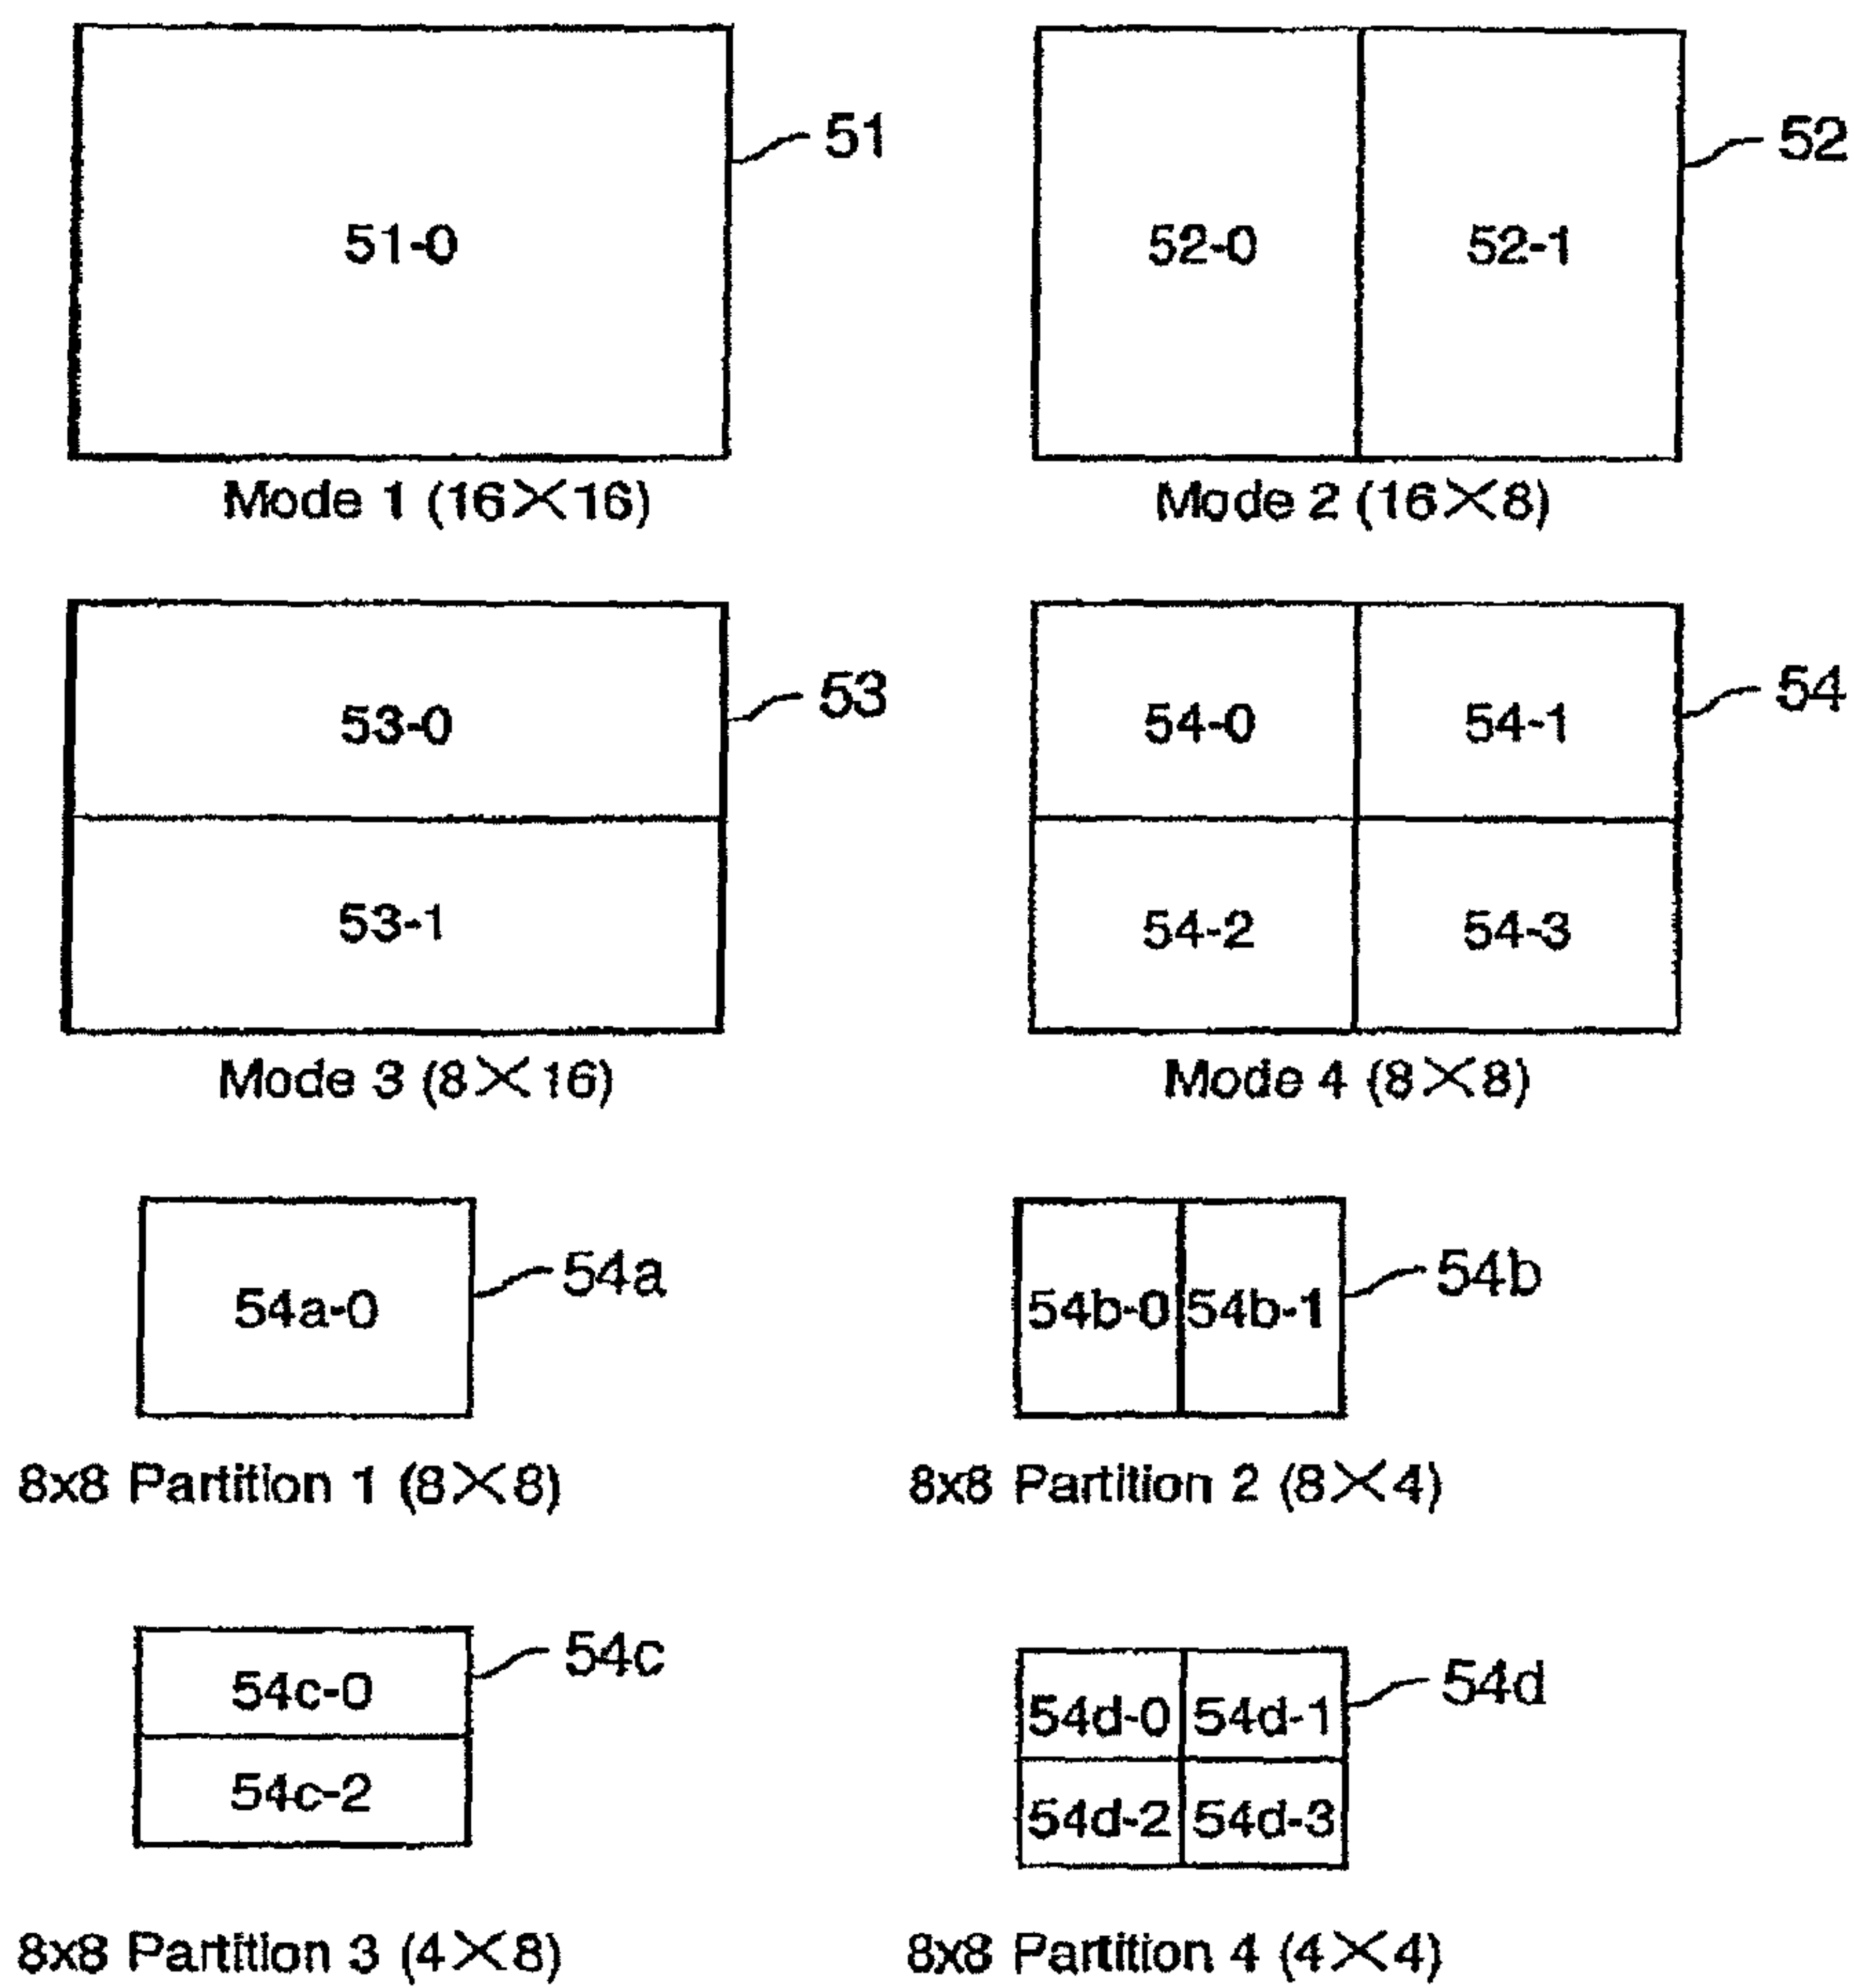 51
52
51-0
52-0
52-1
Mode 1 (16×16)
Mode 2 (16×8)
53
54
53-0
54-0
54-1
53-1
54-2
54-3
Mode 3 (8×16)
Mode 4 (8×8)
54a
54b
54a-0
54b-0
54b-1
8x8 Partition 1 (8×8)
8x8 Partition 2 (8×4)
54c
54d
54c-0
54d-0
54d-1
54c-2
54d-2
54d-3
8x8 Partition 3 (4×8)
8x8 Partition 4 (4×4)